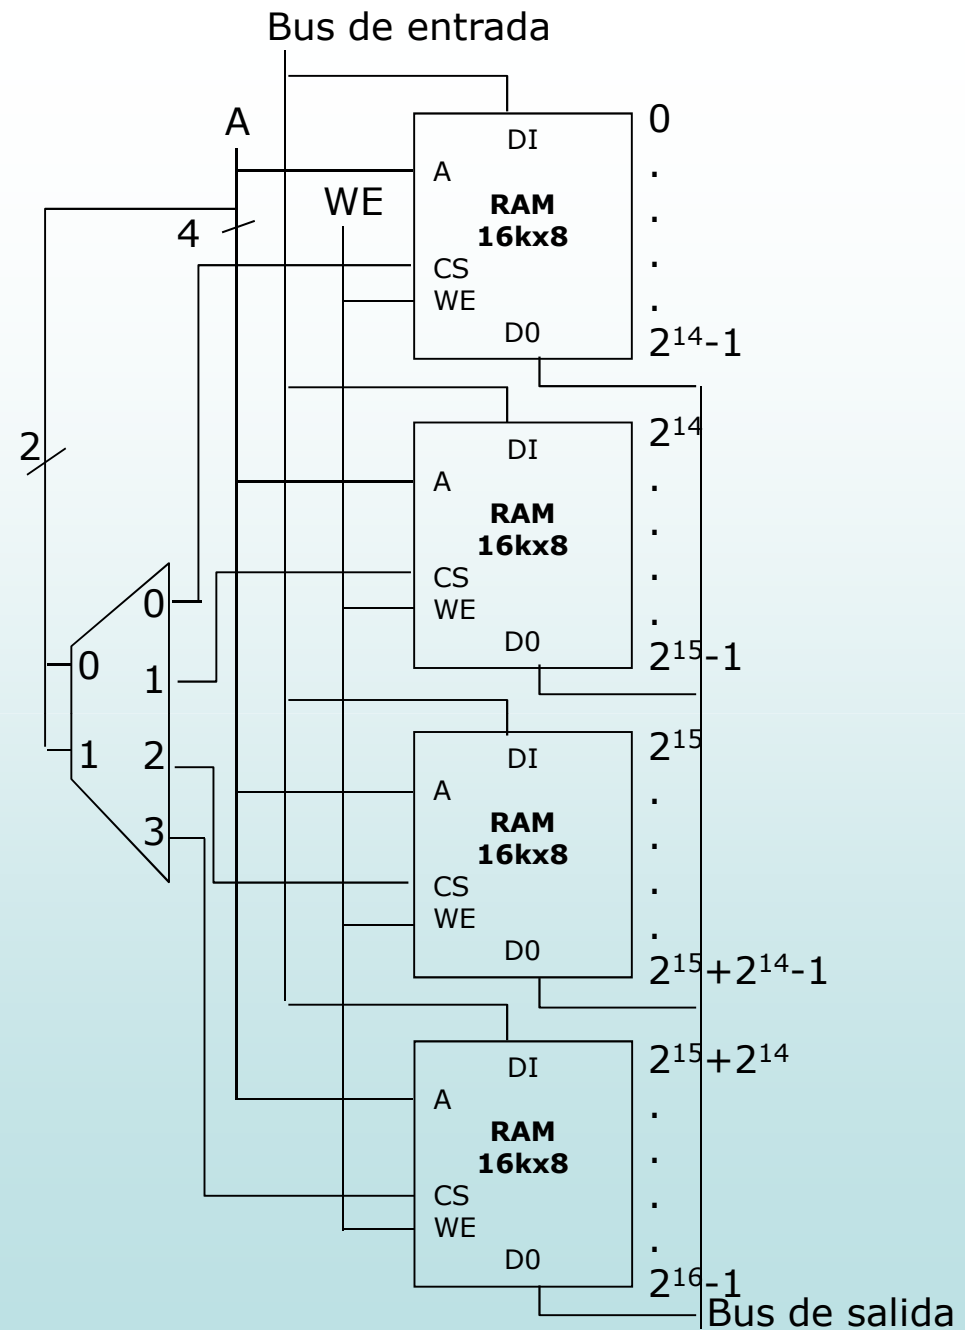 Bus de entrada
A
WE
4
2
DI
A
RAM
16kx8
CS
WE
D0
0
.
.
.
.
2¹⁴-1
DI
A
RAM
16kx8
CS
WE
D0
2¹⁴
.
.
.
.
2¹⁵-1
0
1
0
1
2
3
DI
A
RAM
16kx8
CS
WE
D0
2¹⁵
.
.
.
.
2¹⁵+2¹⁴-1
DI
A
RAM
16kx8
CS
WE
D0
2¹⁵+2¹⁴
.
.
.
.
2¹⁶-1
Bus de salida